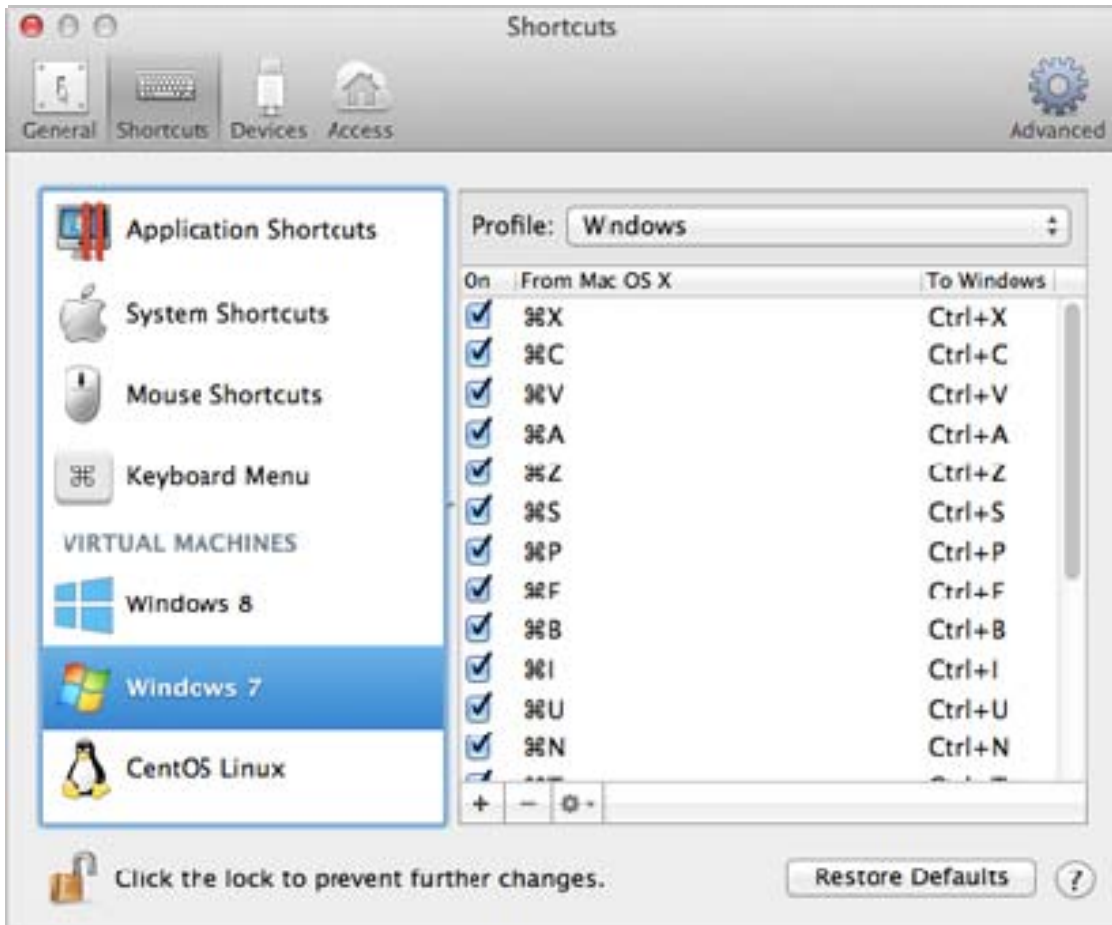 Shortcuts
General Shortcuts Devices Access Advanced
Application Shortcuts
System Shortcuts
Mouse Shortcuts
⌘ Keyboard Menu
VIRTUAL MACHINES
Windows 8
Windows 7
CentOS Linux
Profile: Windows
On From Mac OS X To Windows
⌘X Ctrl+X
⌘C Ctrl+C
⌘V Ctrl+V
⌘A Ctrl+A
⌘Z Ctrl+Z
⌘S Ctrl+S
⌘P Ctrl+P
⌘F Ctrl+F
⌘B Ctrl+B
⌘I Ctrl+I
⌘U Ctrl+U
⌘N Ctrl+N
+ −
Click the lock to prevent further changes.
Restore Defaults ?